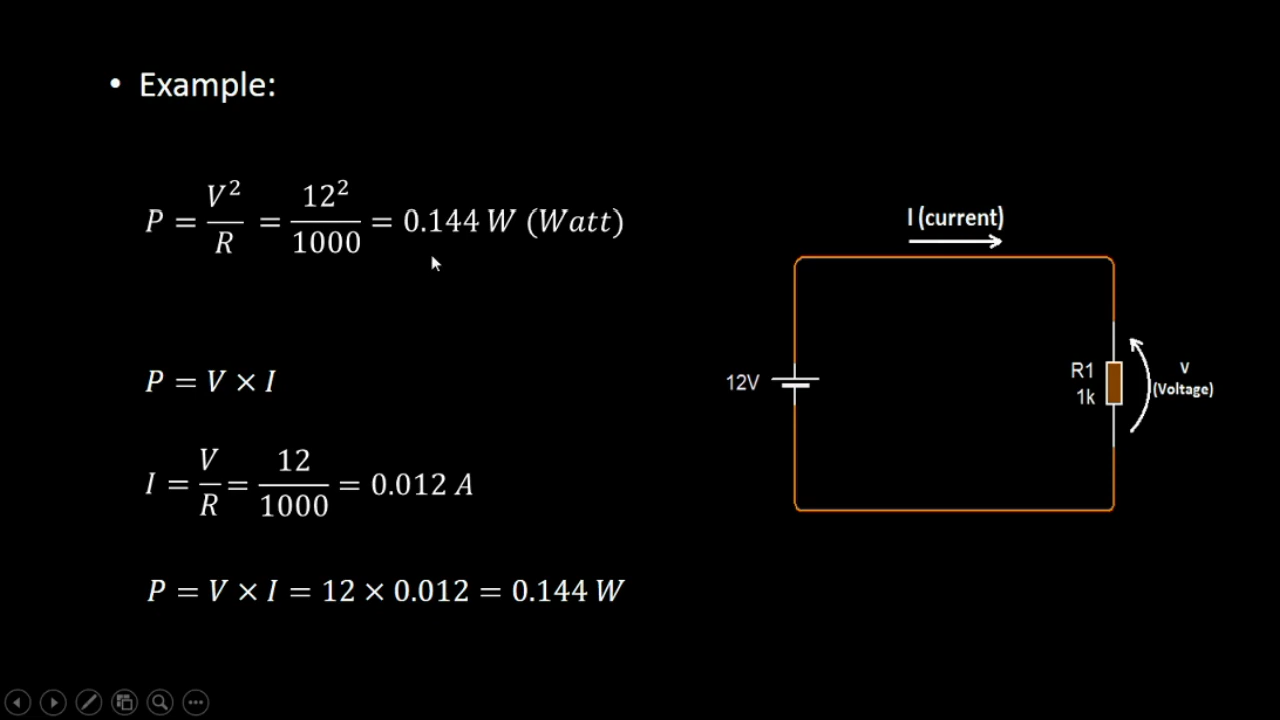 • Example:
P = V²/R = 12²/1000 = 0.144 W (Watt)
P = V × I
I = V/R = 12/1000 = 0.012 A
P = V × I = 12 × 0.012 = 0.144 W
I (current)
12V
R1
1k
V
(Voltage)